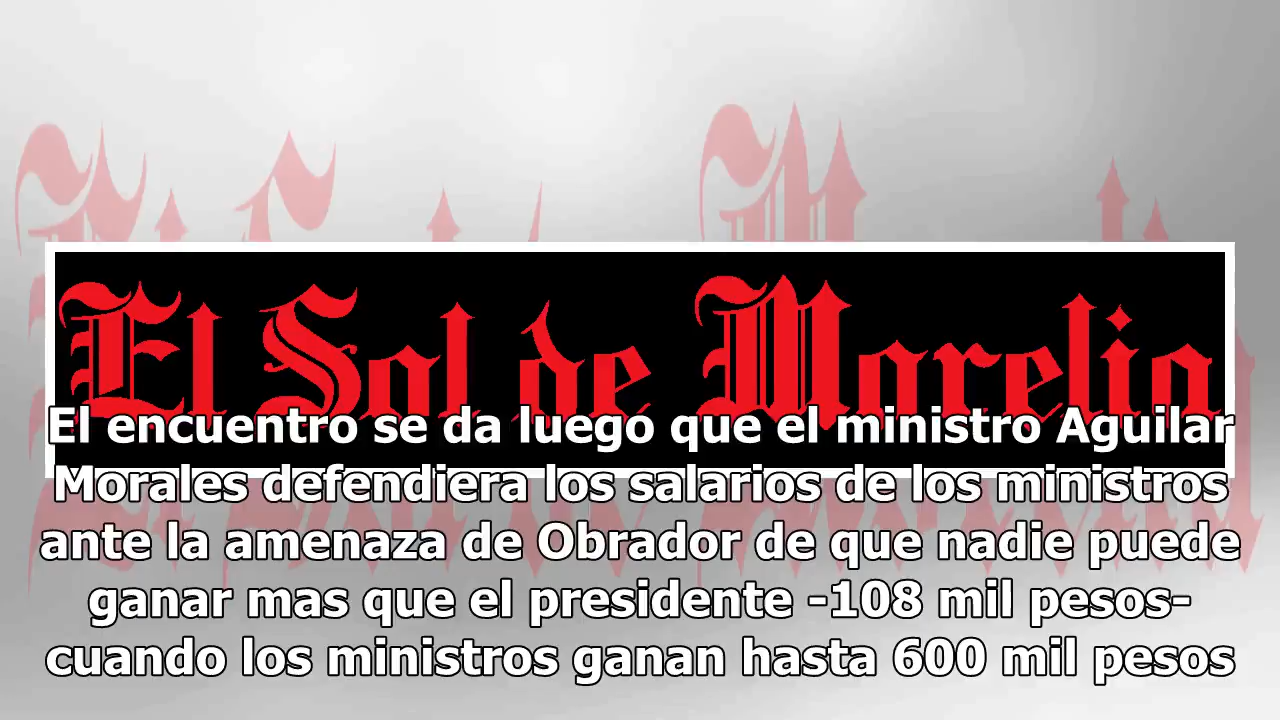 El Sol de Morelia
El encuentro se da luego que el ministro Aguilar
Morales defendiera los salarios de los ministros
ante la amenaza de Obrador de que nadie puede
ganar mas que el presidente -108 mil pesos-
cuando los ministros ganan hasta 600 mil pesos